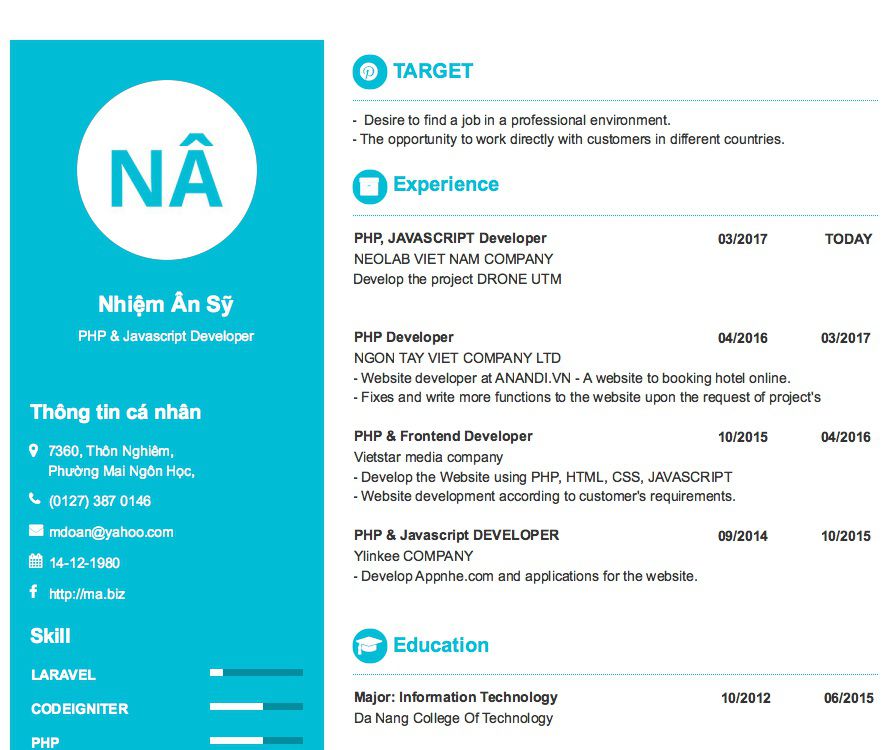 NÂ
Nhiệm Ân Sỹ
PHP & Javascript Developer
Thông tin cá nhân
7360, Thôn Nghiêm,
Phường Mai Ngôn Học,
(0127) 387 0146
mdoan@yahoo.com
14-12-1980
http://ma.biz
Skill
LARAVEL
CODEIGNITER
PHP
TARGET
- Desire to find a job in a professional environment.
- The opportunity to work directly with customers in different countries.
Experience
PHP, JAVASCRIPT Developer 03/2017 TODAY
NEOLAB VIET NAM COMPANY
Develop the project DRONE UTM
PHP Developer 04/2016 03/2017
NGON TAY VIET COMPANY LTD
- Website developer at ANANDI.VN - A website to booking hotel online.
- Fixes and write more functions to the website upon the request of project's
PHP & Frontend Developer 10/2015 04/2016
Vietstar media company
- Develop the Website using PHP, HTML, CSS, JAVASCRIPT
- Website development according to customer's requirements.
PHP & Javascript DEVELOPER 09/2014 10/2015
Ylinkee COMPANY
- Develop Appnhe.com and applications for the website.
Education
Major: Information Technology 10/2012 06/2015
Da Nang College Of Technology